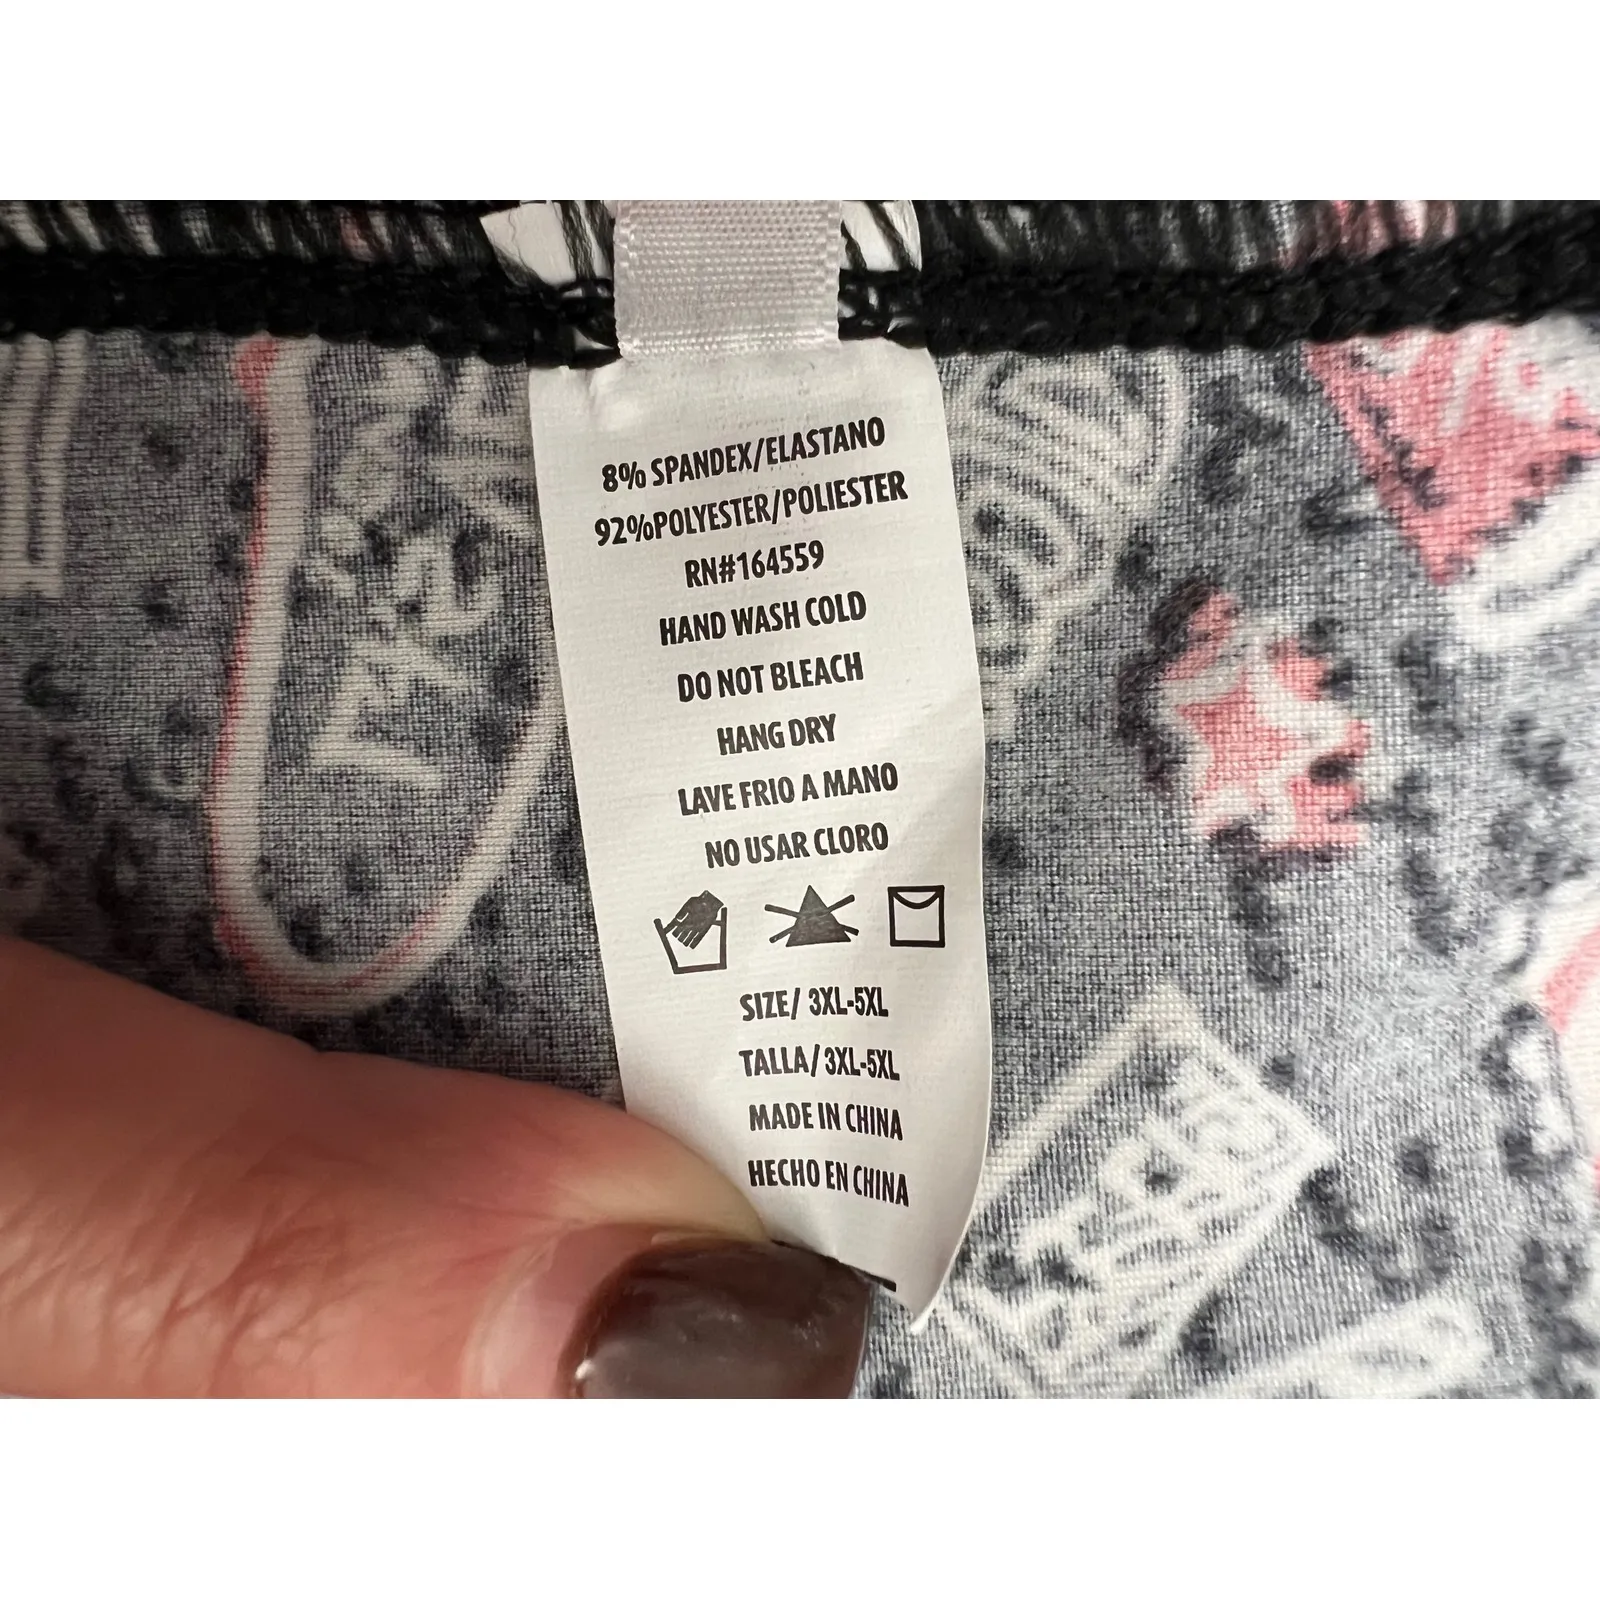 8% SPANDEX/ELASTANO
92%POLYESTER/POLIESTER
RN#164559
HAND WASH COLD
DO NOT BLEACH
HANG DRY
LAVE FRIO A MANO
NO USAR CLORO
SIZE/ 3XL-5XL
TALLA/3XL-5XL
MADE IN CHINA
HECHO EN CHINA